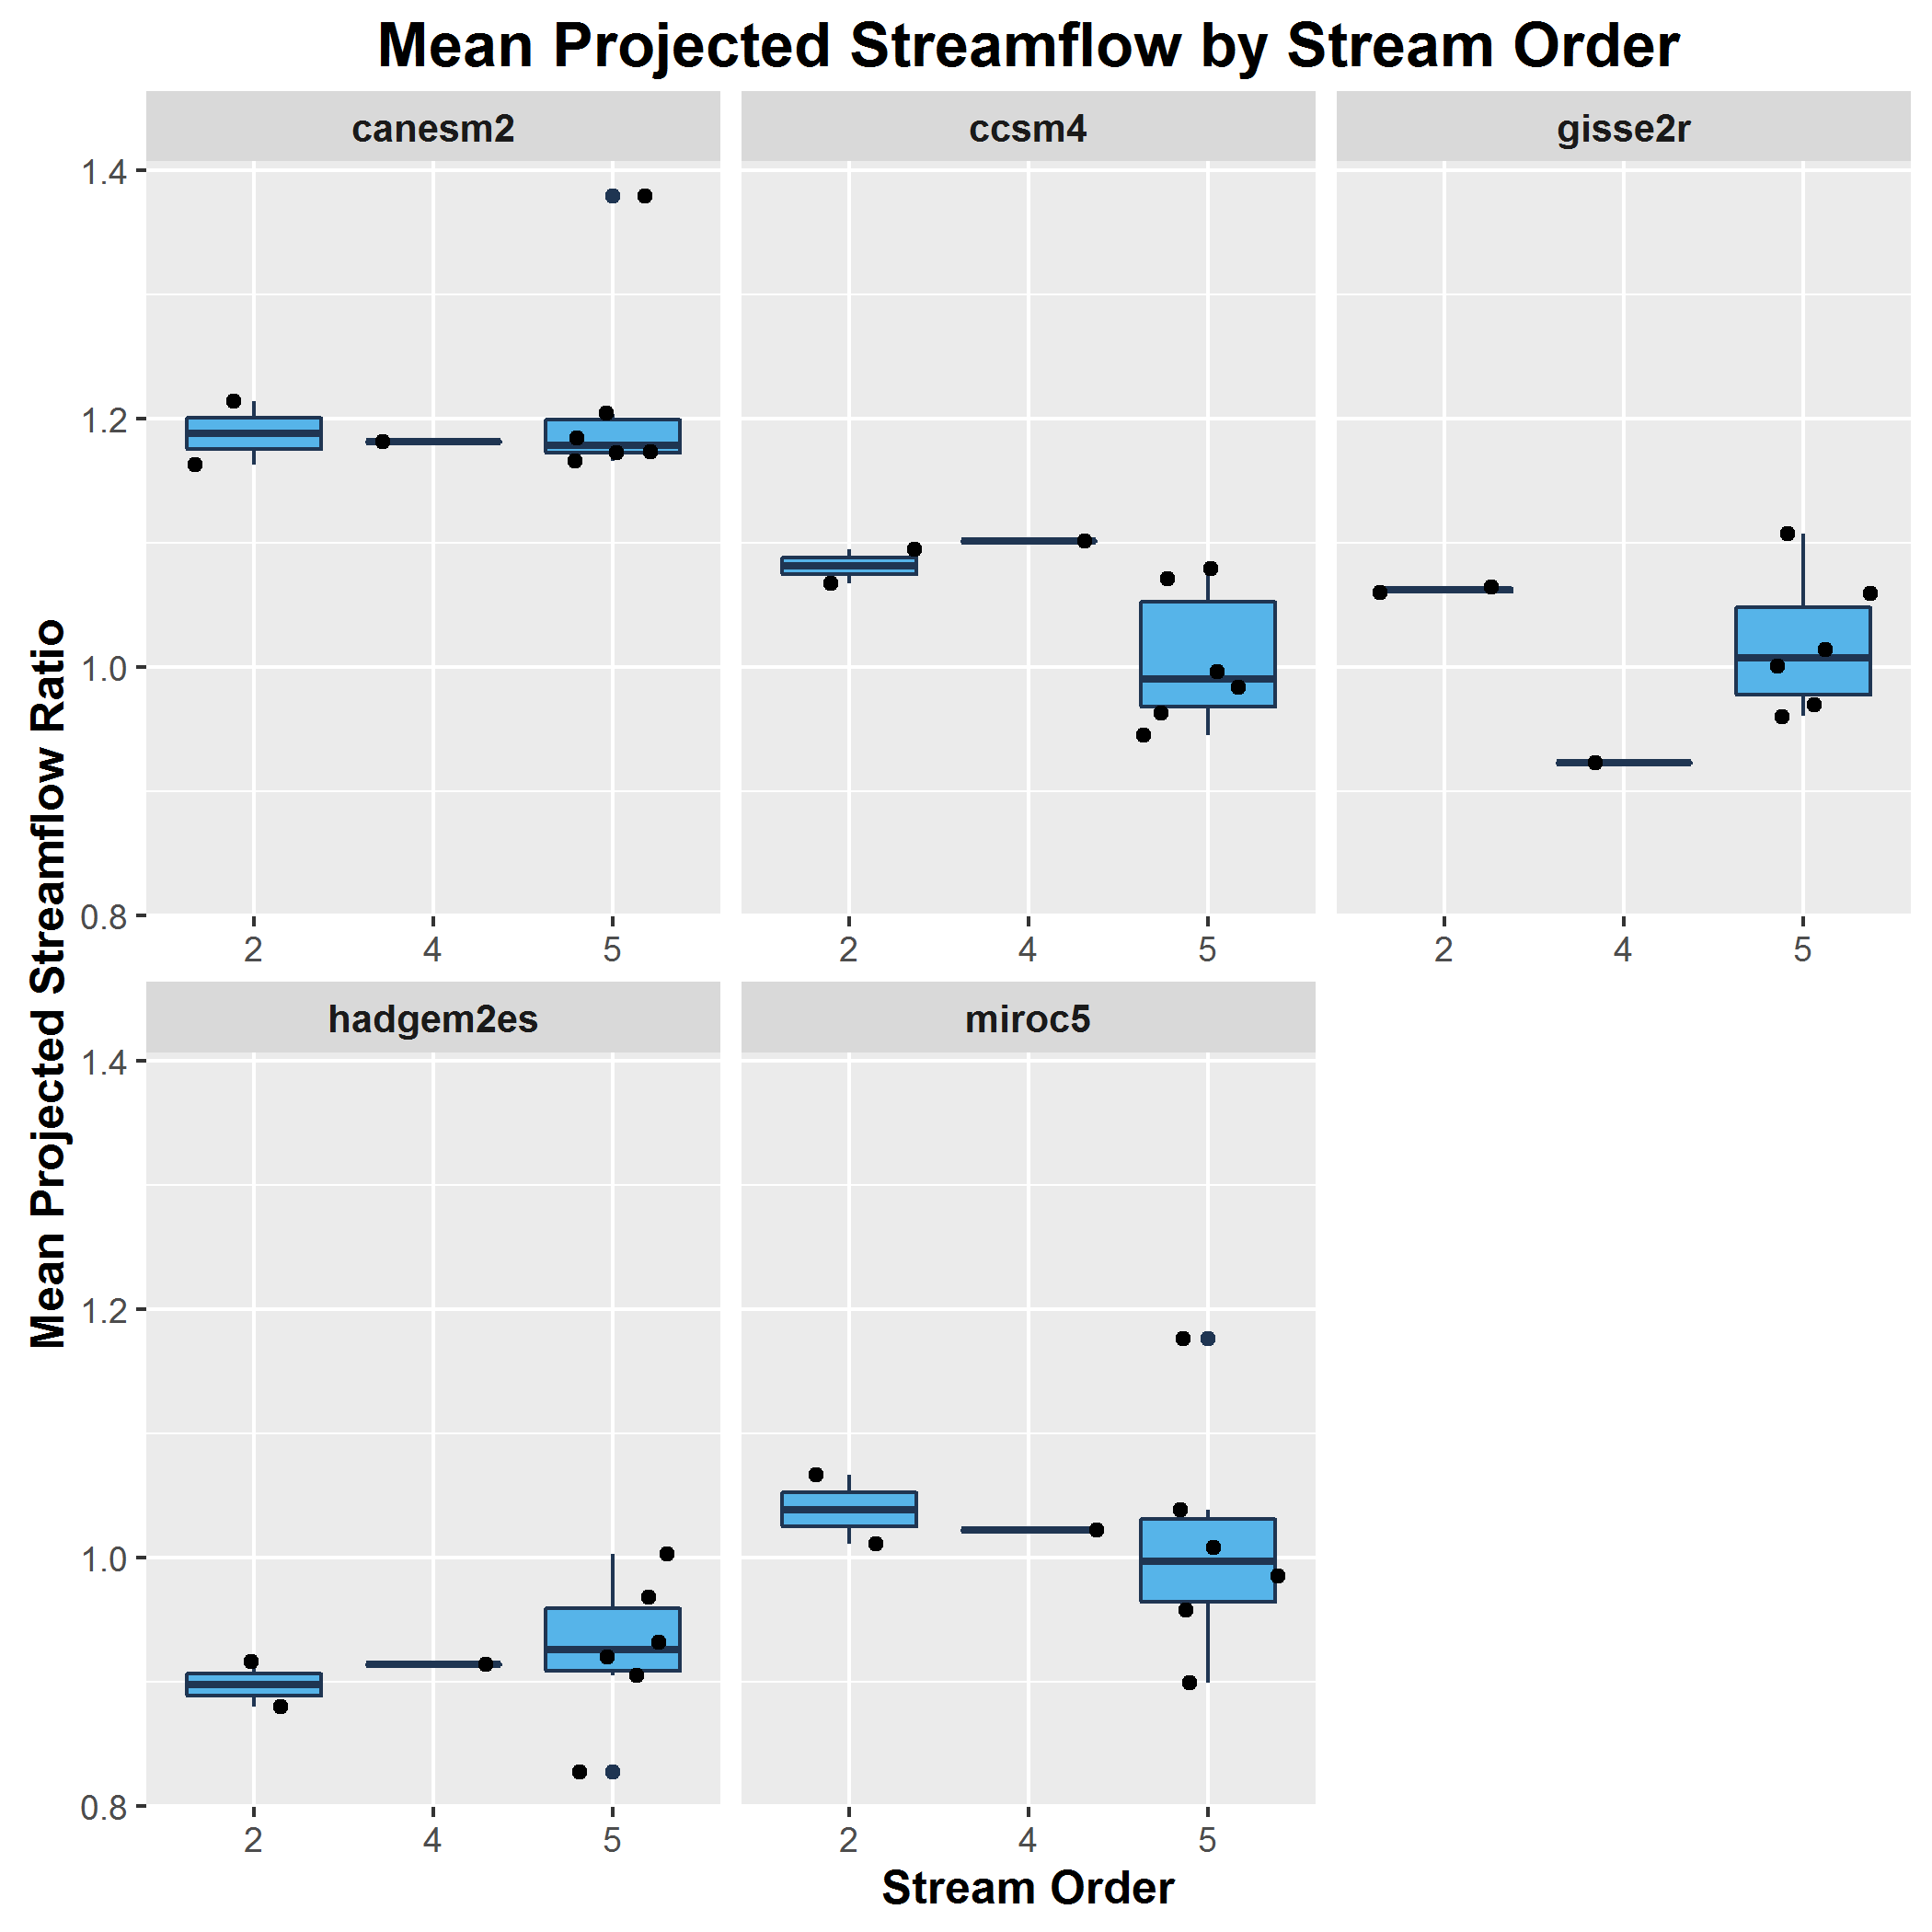 Mean Projected Streamflow by Stream Order
canesm2 ccsm4 gisse2r
1.4
1.2
1.0
0.8
2 4 5 2 4 5 2 4 5
Mean Projected Streamflow Ratio
hadgem2es miroc5
1.4
1.2
1.0
0.8
2 4 5 2 4 5
Stream Order